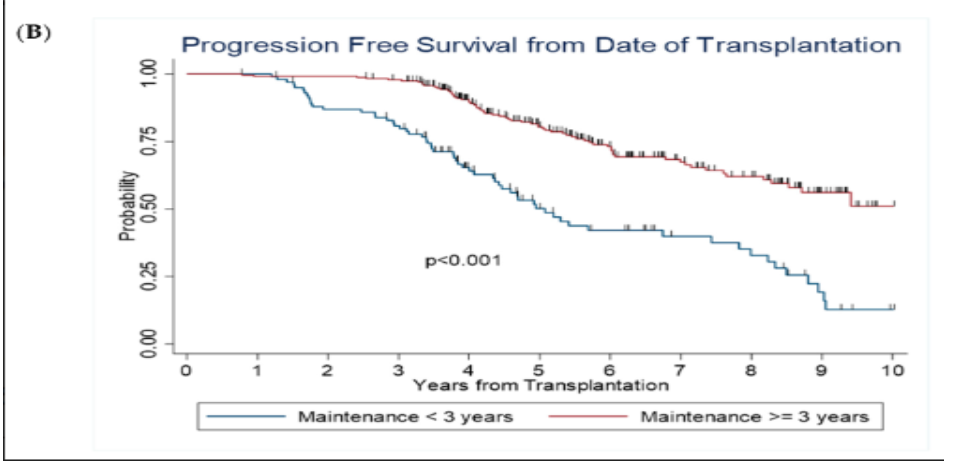 (B)
Progression Free Survival from Date of Transplantation
1.00
0.75
0.50
0.25
0.00
Probability
p<0.001
0 1 2 3 4 5 6 7 8 9 10
Years from Transplantation
Maintenance < 3 years Maintenance >= 3 years